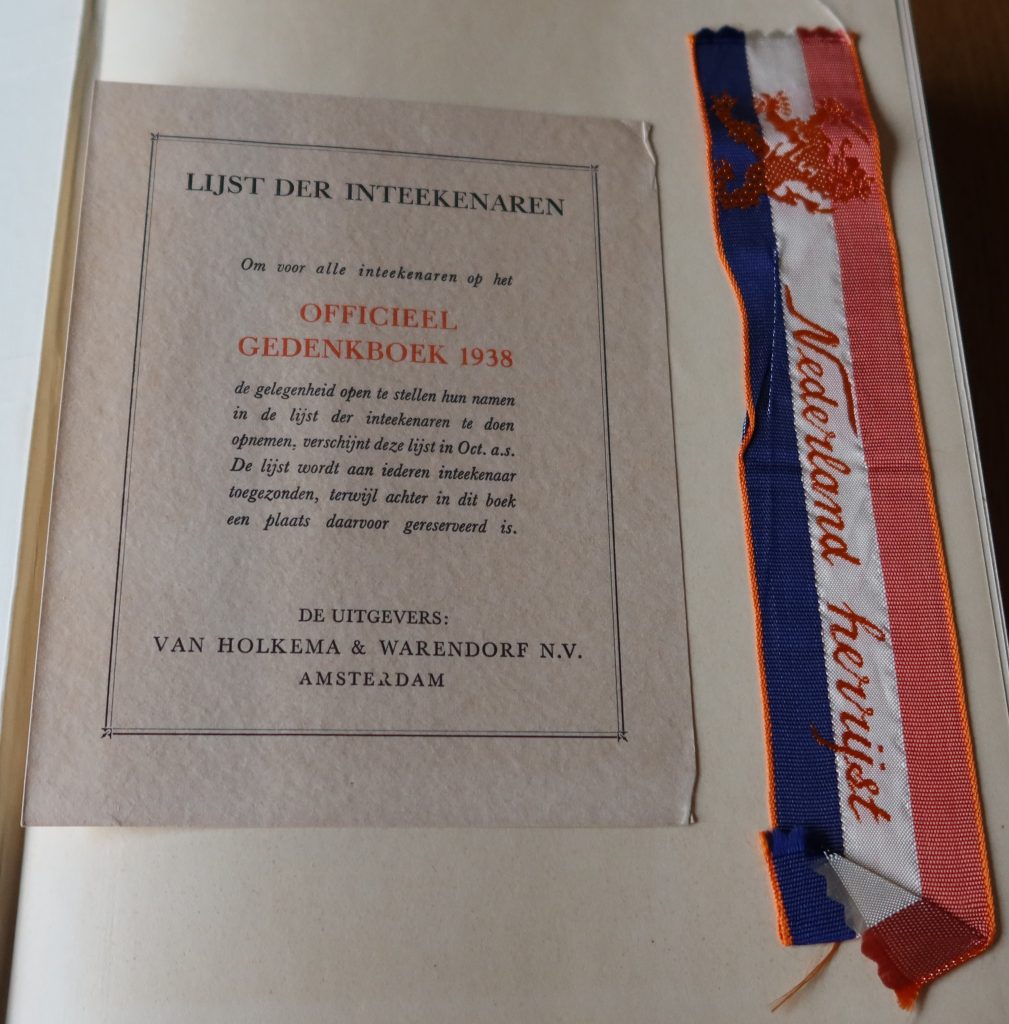 LIJST DER INTEEKENAREN
Om voor alle inteekenaren op het
OFFICIEEL
GEDENKBOEK 1938
de gelegenheid open te stellen hun namen
in de lijst der inteekenaren te doen
opnemen, verschijnt deze lijst in Oct. a.s.
De lijst wordt aan iederen inteekenaar
toegezonden, terwijl achter in dit boek
een plaats daarvoor gereserveerd is.
DE UITGEVERS:
VAN HOLKEMA & WARENDORF N.V.
AMSTERDAM
Nederland herrijst